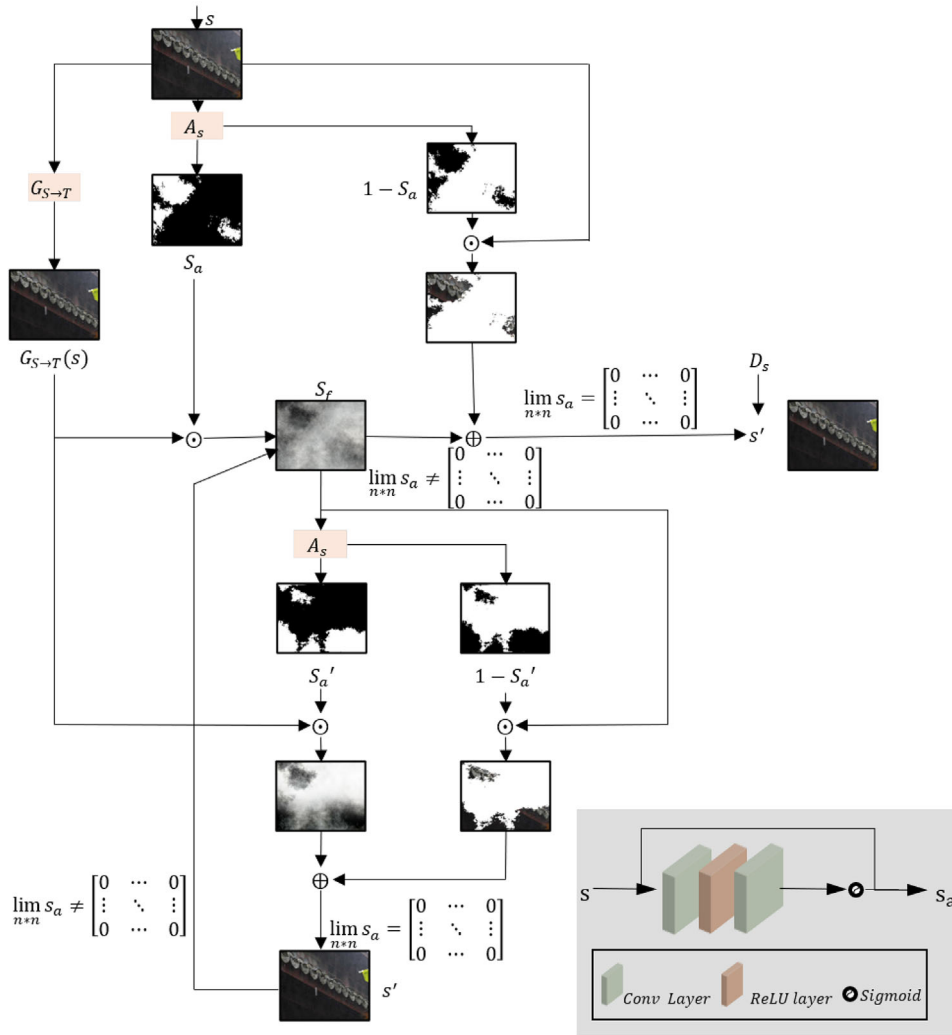 s
A_s
1 − S_a
G_{S→T}
S_a
G_{S→T}(s)
S_f
lim_{n*n} s_a = [0 ⋯ 0; ⋮ ⋱ ⋮; 0 ⋯ 0]
D_s
s′
lim_{n*n} s_a ≠ [0 ⋯ 0; ⋮ ⋱ ⋮; 0 ⋯ 0]
A_s
S_a′
1 − S_a′
lim_{n*n} s_a ≠ [0 ⋯ 0; ⋮ ⋱ ⋮; 0 ⋯ 0]
lim_{n*n} s_a = [0 ⋯ 0; ⋮ ⋱ ⋮; 0 ⋯ 0]
s′
s
s_a
Conv Layer ReLU layer Sigmoid